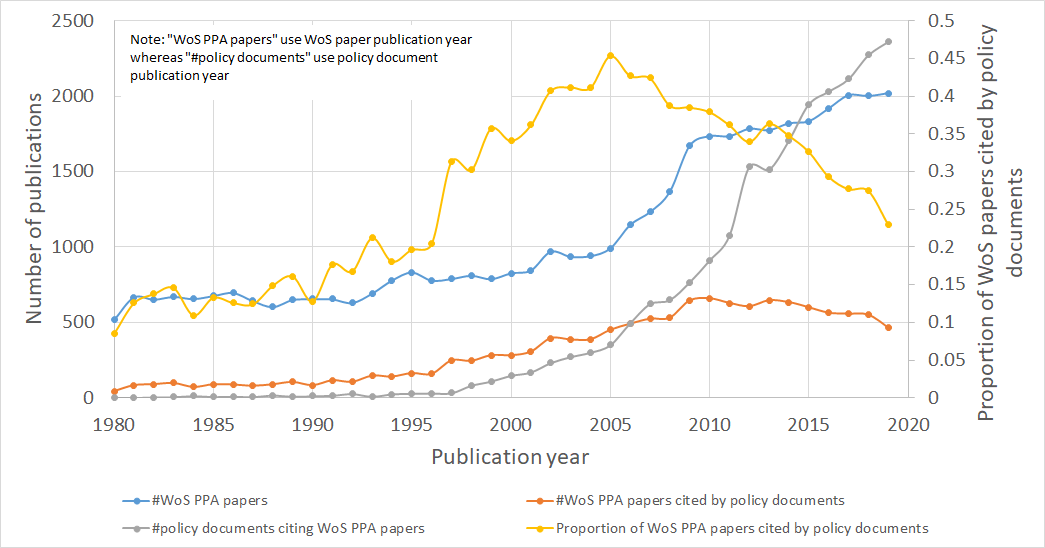 Note: "WoS PPA papers" use WoS paper publication year
whereas "#policy documents" use policy document
publication year
Number of publications
2500
2000
1500
1000
500
0
0.5
0.45
0.4
0.35
0.3
0.25
0.2
0.15
0.1
0.05
0
Proportion of WoS papers cited by policy
documents
1980
1985
1990
1995
2000
2005
2010
2015
2020
Publication year
#WoS PPA papers
#WoS PPA papers cited by policy documents
#policy documents citing WoS PPA papers
Proportion of WoS PPA papers cited by policy documents